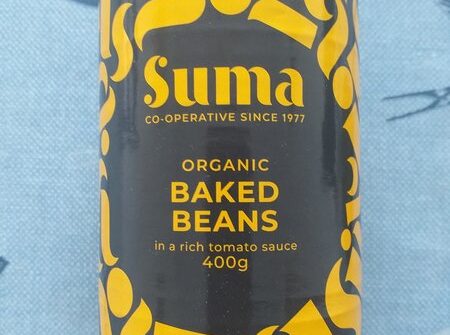 Suma
CO-OPERATIVE SINCE 1977
ORGANIC
BAKED
BEANS
in a rich tomato sauce
400g